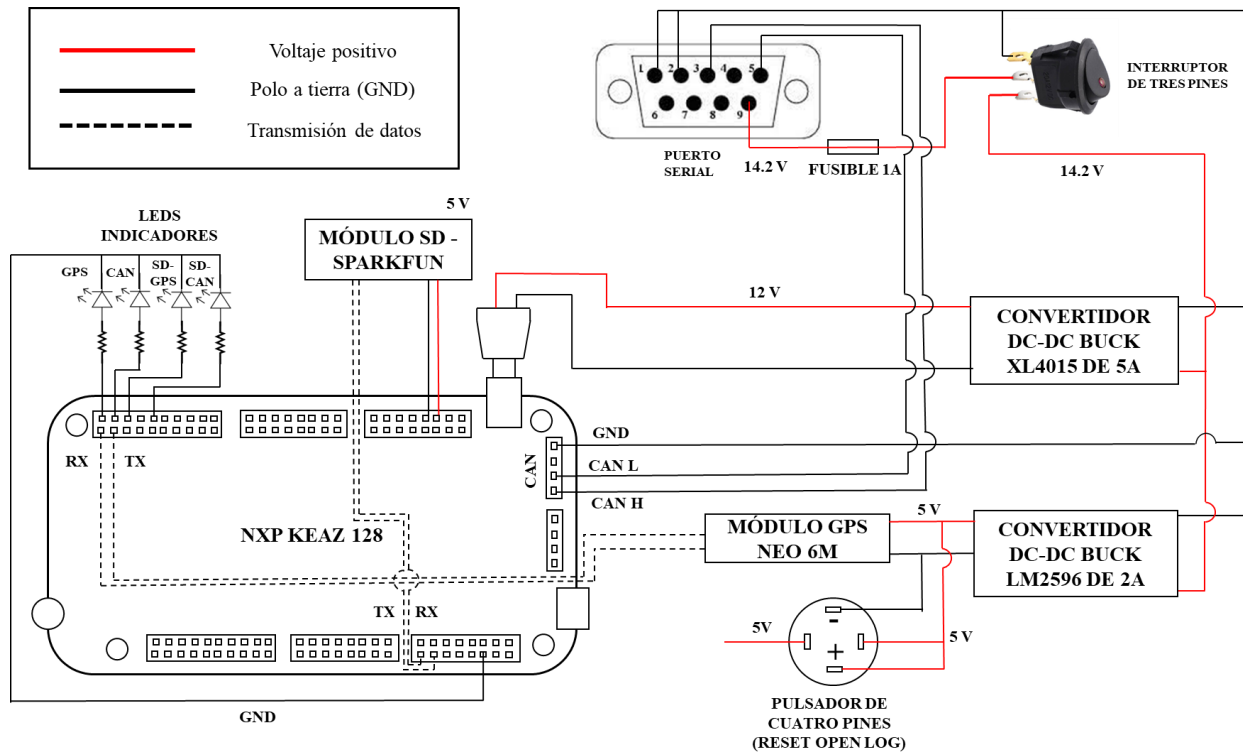 Voltaje positivo
Polo a tierra (GND)
Transmisión de datos
1 2 3 4 5
6 7 8 9
PUERTO
SERIAL
14.2 V
FUSIBLE 1A
INTERRUPTOR
DE TRES PINES
14.2 V
LEDS
INDICADORES
GPS
CAN
SD-
GPS
SD-
CAN
5 V
MÓDULO SD -
SPARKFUN
12 V
CONVERTIDOR
DC-DC BUCK
XL4015 DE 5A
RX
TX
CAN
GND
CAN L
CAN H
NXP KEAZ 128
MÓDULO GPS
NEO 6M
5 V
CONVERTIDOR
DC-DC BUCK
LM2596 DE 2A
TX
RX
5V
-
+
5 V
GND
PULSADOR DE
CUATRO PINES
(RESET OPEN LOG)